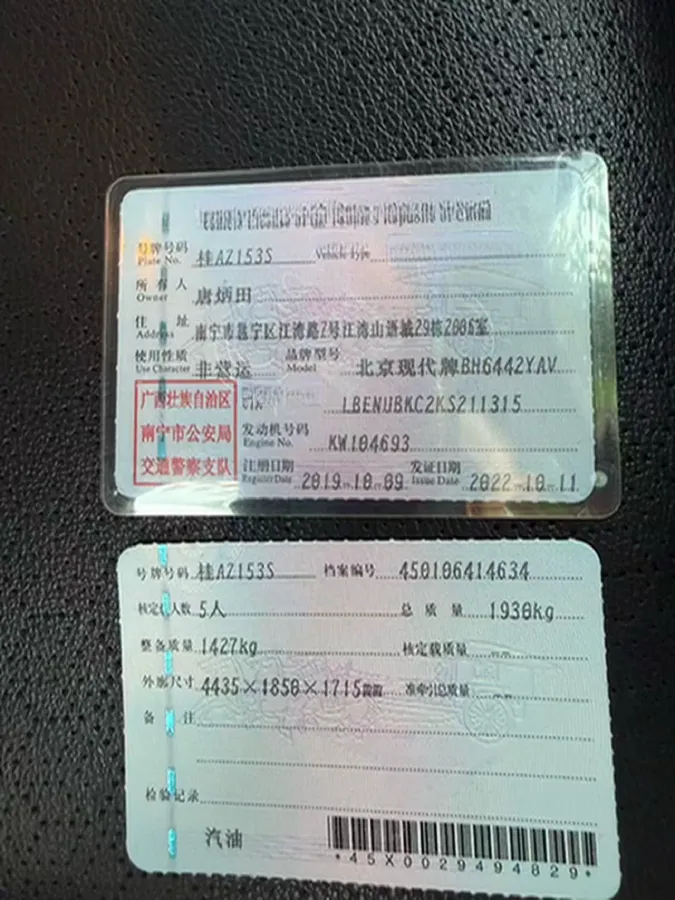 号牌号码 桂AZ153S Vehicle Type
Plate No.
所有人 唐炳田
Owner
住址 南宁市邕宁区江湾路7号江湾山语城29栋2006室
Address
使用性质 非营运 品牌型号 北京现代牌BH6442YAV
Use Character Model
VIN LBENUBKC2KS211315
发动机号码 KW104693
Engine No.
注册日期 2019-10-09 发证日期 2022-10-11
Register Date Issue Date
广西壮族自治区
南宁市公安局
交通警察支队
号牌号码 桂AZ153S 档案编号 450106414634
核定载人数 5人 总质量 1930kg
整备质量 1427kg 核定载质量 --
外廓尺寸 4435×1850×1715 准牵引总质量 --
备注
检验记录
汽油
*45X0029494829*